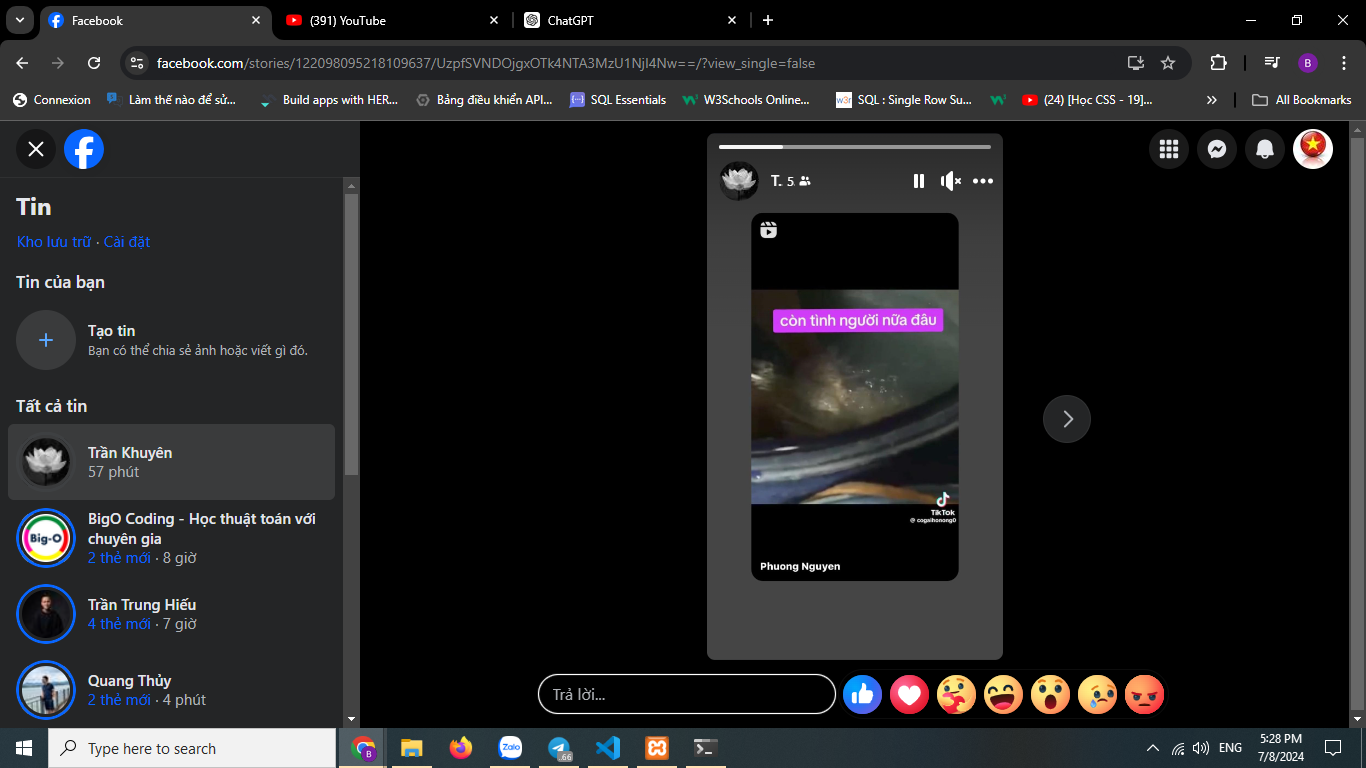 Facebook
(391) YouTube
ChatGPT
facebook.com/stories/122098095218109637/UzpfSVNDOjgxOTk4NTA3MzU1NjI4Nw==/?view_single=false
B
Connexion
Làm thế nào để sử...
Build apps with HER...
Bảng điều khiển API...
SQL Essentials
W3Schools Online...
w3r
SQL : Single Row Su...
(24) [Học CSS - 19]...
All Bookmarks
Tin
Kho lưu trữ · Cài đặt
Tin của bạn
Tạo tin
Bạn có thể chia sẻ ảnh hoặc viết gì đó.
Tất cả tin
Trần Khuyên
57 phút
Big-O
BigO Coding - Học thuật toán với
chuyên gia
2 thẻ mới · 8 giờ
Trần Trung Hiếu
4 thẻ mới · 7 giờ
Quang Thủy
2 thẻ mới · 4 phút
T. 5
còn tình người nữa đâu
TikTok
@ cogaihonong0
Phuong Nguyen
Trả lời...
Type here to search
B
Zalo
.66
ENG
5:28 PM
7/8/2024